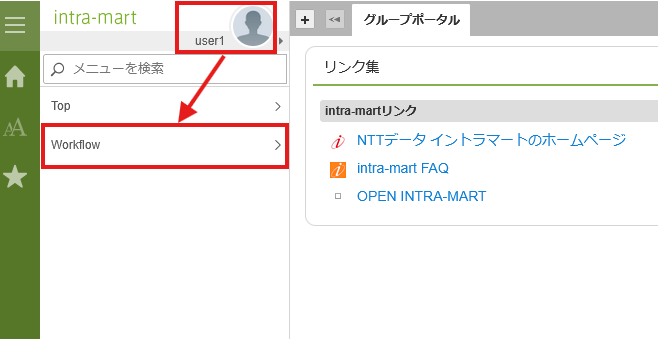 intra-mart
user1
メニューを検索
Top
Workflow
グループポータル
リンク集
intra-martリンク
NTTデータ イントラマートのホームページ
intra-mart FAQ
OPEN INTRA-MART